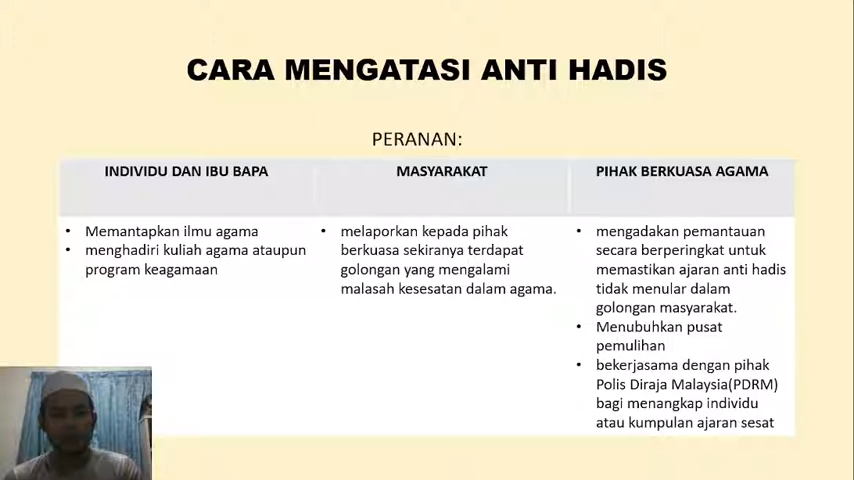 CARA MENGATASI ANTI HADIS
PERANAN:
INDIVIDU DAN IBU BAPA
MASYARAKAT
PIHAK BERKUASA AGAMA
• Memantapkan ilmu agama
• menghadiri kuliah agama ataupun
program keagamaan
• melaporkan kepada pihak
berkuasa sekiranya terdapat
golongan yang mengalami
malasah kesesatan dalam agama.
• mengadakan pemantauan
secara berperingkat untuk
memastikan ajaran anti hadis
tidak menular dalam
golongan masyarakat.
• Menubuhkan pusat
pemulihan
• bekerjasama dengan pihak
Polis Diraja Malaysia(PDRM)
bagi menangkap individu
atau kumpulan ajaran sesat